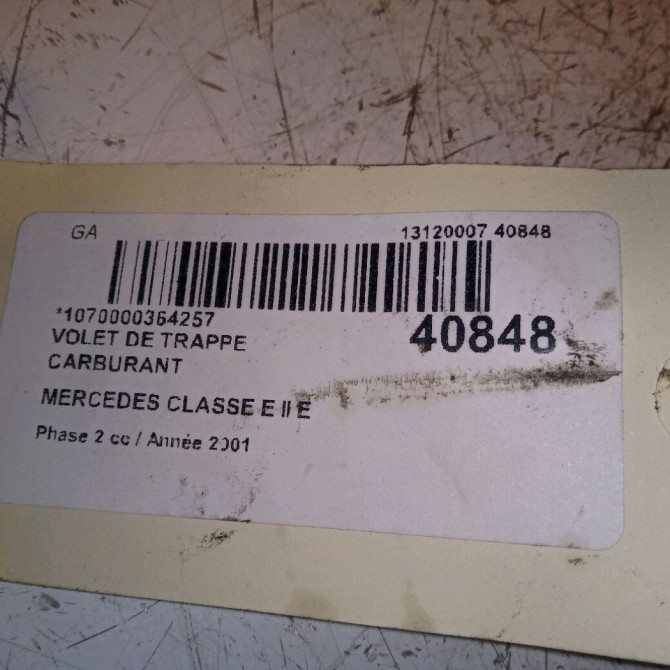 GA
13120007 40848
*1070000364257
40848
VOLET DE TRAPPE
CARBURANT
MERCEDES CLASSE E II E
Phase 2 cc / Année 2001